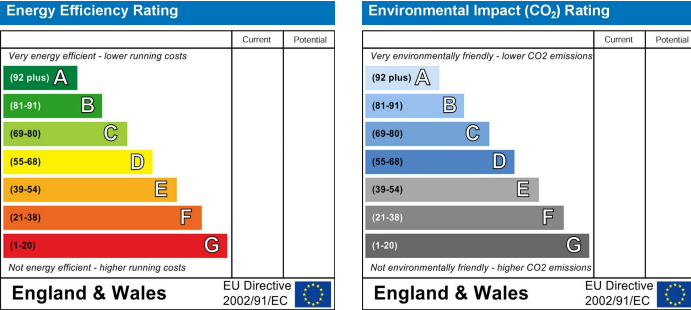 Energy Efficiency Rating
Current Potential
Very energy efficient - lower running costs
(92 plus) A
(81-91) B
(69-80) C
(55-68) D
(39-54) E
(21-38) F
(1-20) G
Not energy efficient - higher running costs
England & Wales
EU Directive
2002/91/EC
Environmental Impact (CO₂) Rating
Current Potential
Very environmentally friendly - lower CO2 emissions
(92 plus) A
(81-91) B
(69-80) C
(55-68) D
(39-54) E
(21-38) F
(1-20) G
Not environmentally friendly - higher CO2 emissions
England & Wales
EU Directive
2002/91/EC